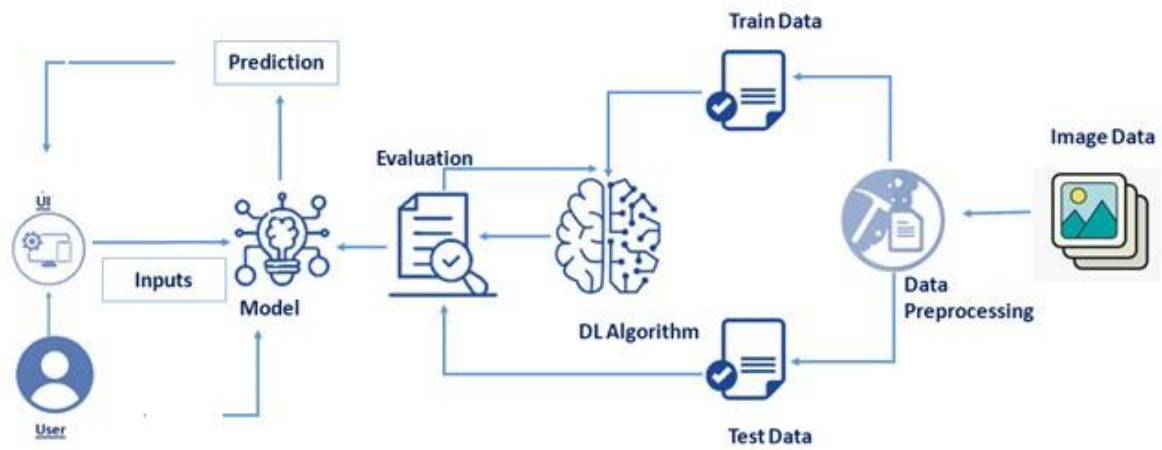 Train Data
Prediction
Image Data
Evaluation
UI
Inputs
Model
Data
Preprocessing
DL Algorithm
User
Test Data